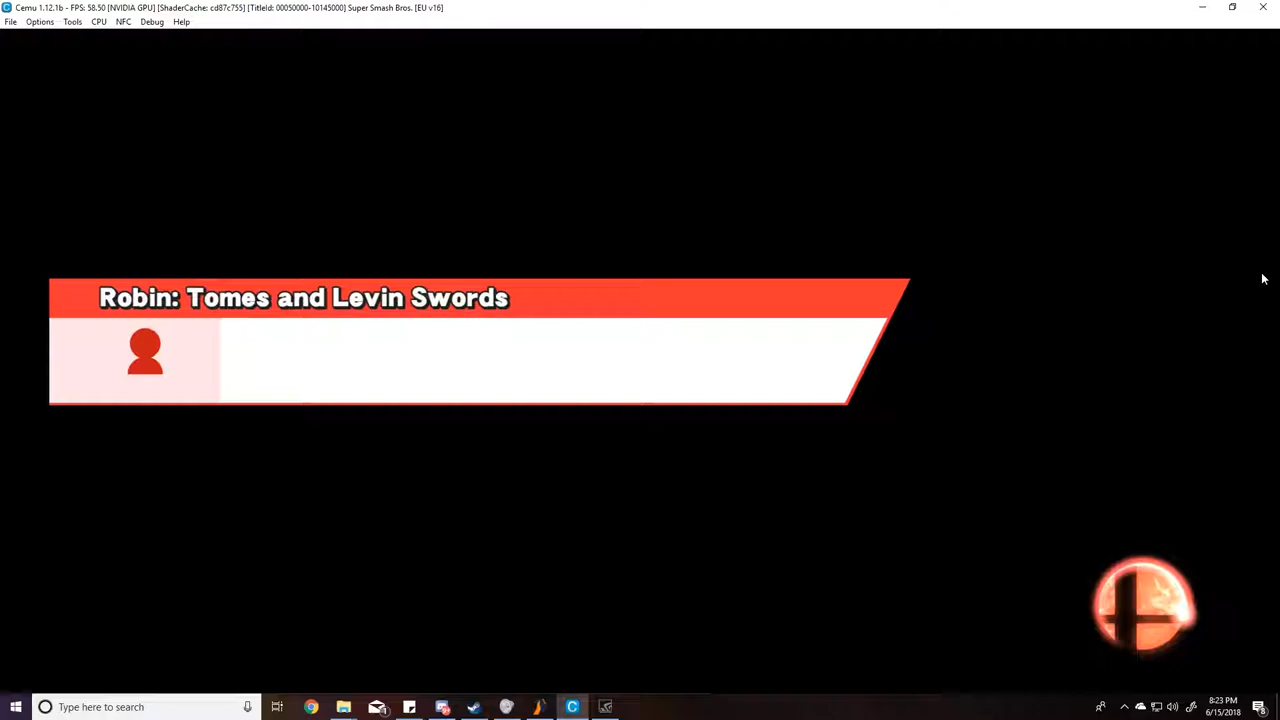 Cemu 1.12.1b - FPS: 58.50 [NVIDIA GPU] [ShaderCache: cd87c755] [TitleId: 00050000-10145000] Super Smash Bros. [EU v16]
File Options Tools CPU NFC Debug Help
Robin: Tomes and Levin Swords
Type here to search
8:23 PM
6/15/2018